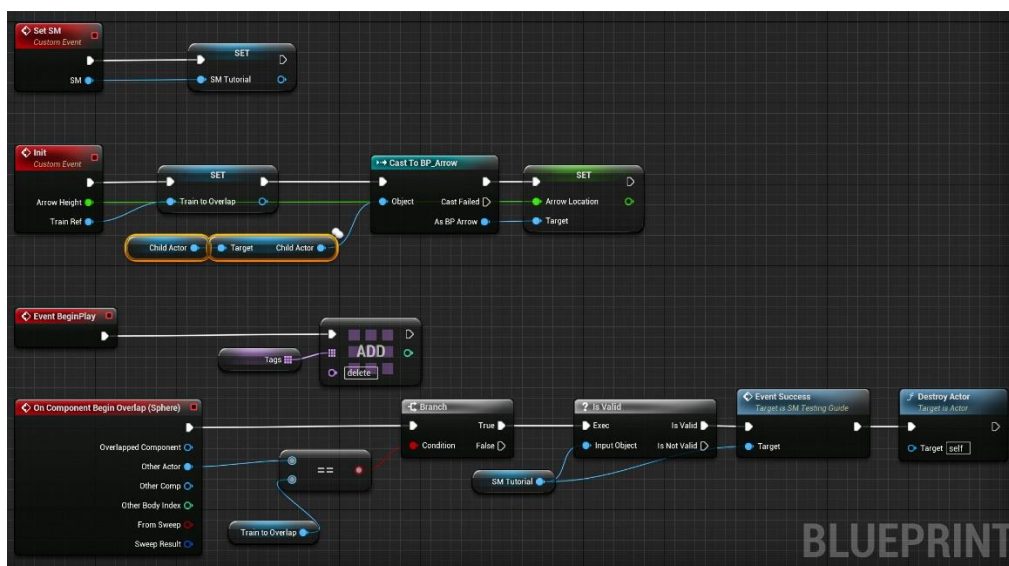 Set SM
Custom Event
SM
SET
SM Tutorial
Init
Custom Event
Arrow Height
Train Ref
SET
Train to Overlap
Child Actor
Target Child Actor
Cast To BP_Arrow
Object Cast Failed
As BP Arrow
SET
Arrow Location
Target
Event BeginPlay
Tags
ADD
delete
On Component Begin Overlap (Sphere)
Overlapped Component
Other Actor
Other Comp
Other Body Index
From Sweep
Sweep Result
==
Train to Overlap
Branch
True
Condition False
SM Tutorial
? Is Valid
Exec Is Valid
Input Object Is Not Valid
Event Success
Target is SM Testing Guide
Target
f Destroy Actor
Target is Actor
Target self
BLUEPRINT